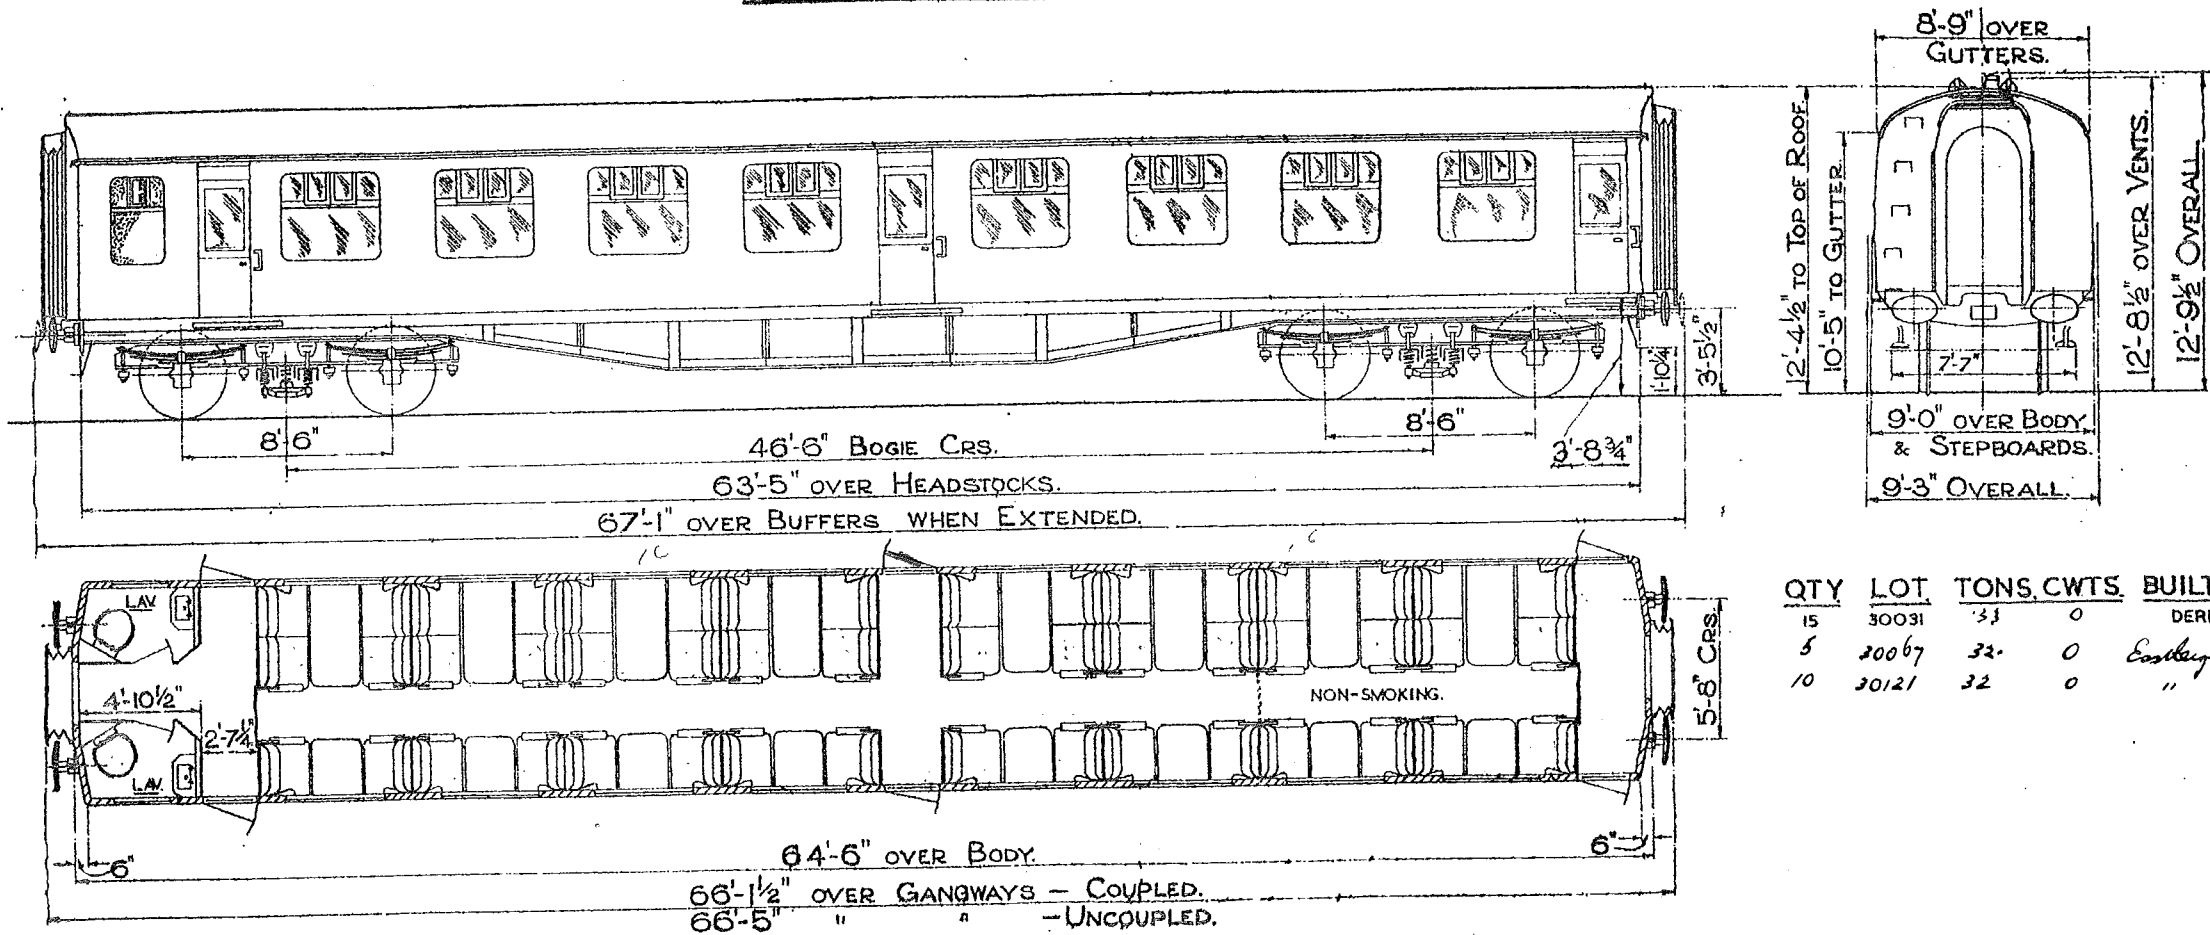 8'-9" OVER
GUTTERS.
12'-4½" TO TOP OF ROOF.
10'-5" TO GUTTER
12'-8½" OVER VENTS.
12'-9½" OVERALL
7'-7"
1'-10¼"
3'-5½"
8'-6"
46'-6" BOGIE CRS.
8'-6"
3'-8¾"
63'-5" OVER HEADSTOCKS.
67'-1" OVER BUFFERS WHEN EXTENDED.
9'-0" OVER BODY
& STEPBOARDS.
9'-3" OVERALL.
QTY. LOT. TONS. CWTS. BUILT
15 30031 33 0 DER
5 30067 32. 0
10 30121 32 0 "
LAV.
4'-10½"
2'-7¼"
LAV.
NON-SMOKING.
5'-8" CRS.
6"
64'-6" OVER BODY.
6"
66'-1½" OVER GANGWAYS - COUPLED.
66'-5" " " -UNCOUPLED.